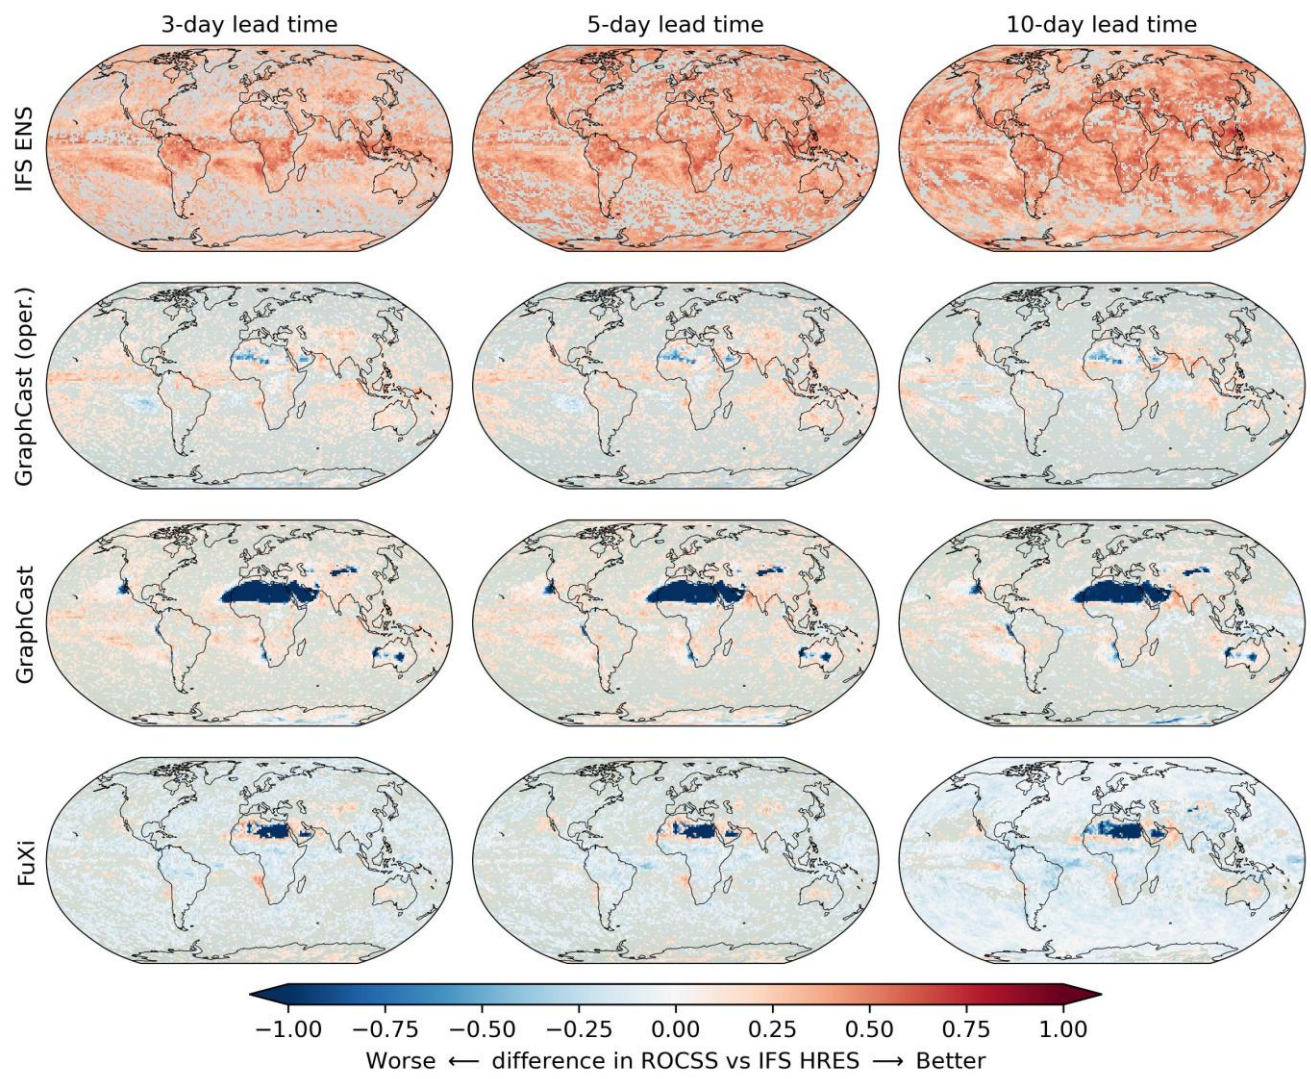 3-day lead time
5-day lead time
10-day lead time
IFS ENS
GraphCast (oper.)
GraphCast
FuXi
−1.00 −0.75 −0.50 −0.25 0.00 0.25 0.50 0.75 1.00
Worse ← difference in ROCSS vs IFS HRES → Better